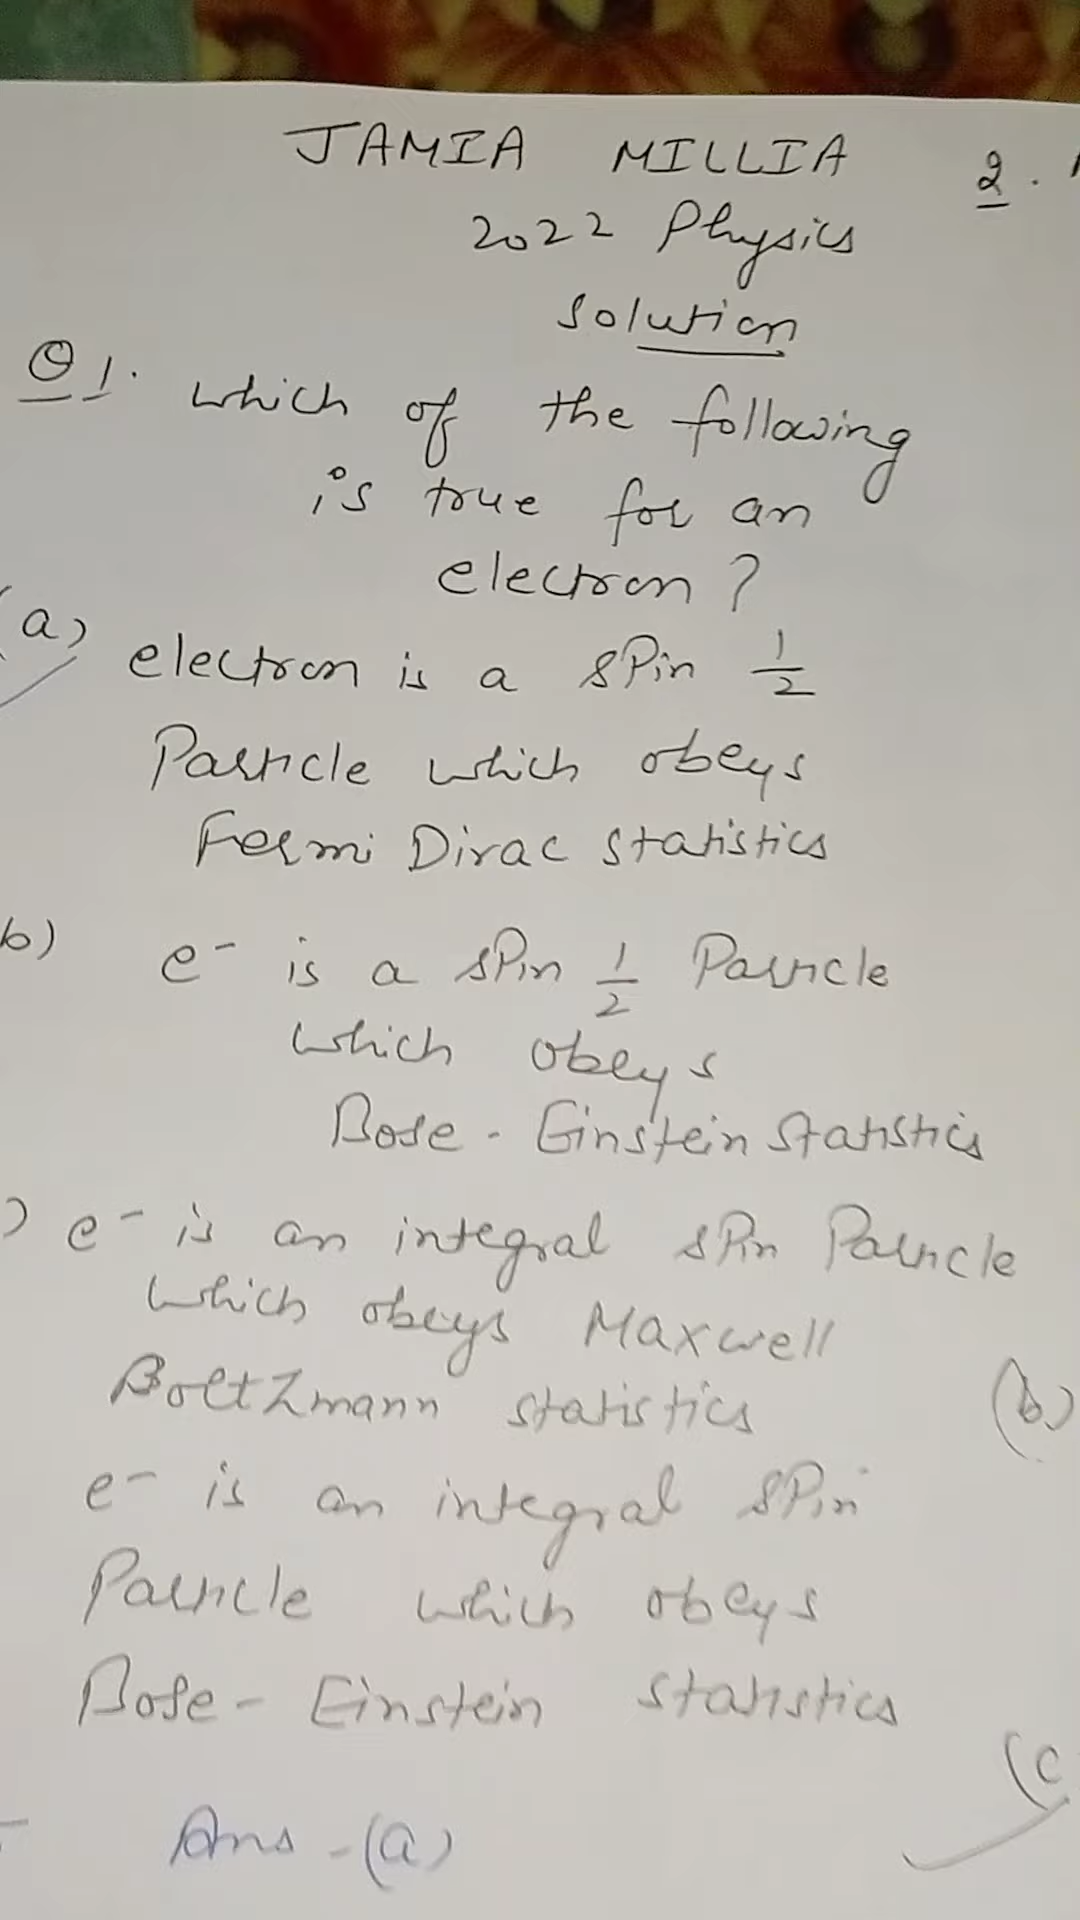 JAMIA MILLIA
2022 Physics
Solution
Q1. which of the following
is true for an
electron?
(a) electron is a spin 1/2
Particle which obeys
Fermi Dirac statistics
b) e⁻ is a spin 1/2 Particle
which obeys
Bose-Einstein Statistics
) e⁻ is an integral spin Particle
which obeys Maxwell
Boltzmann statistics
e⁻ is an integral spin
Particle which obeys
Bose-Einstein statistics
Ans-(a)
2.
(b)
(c